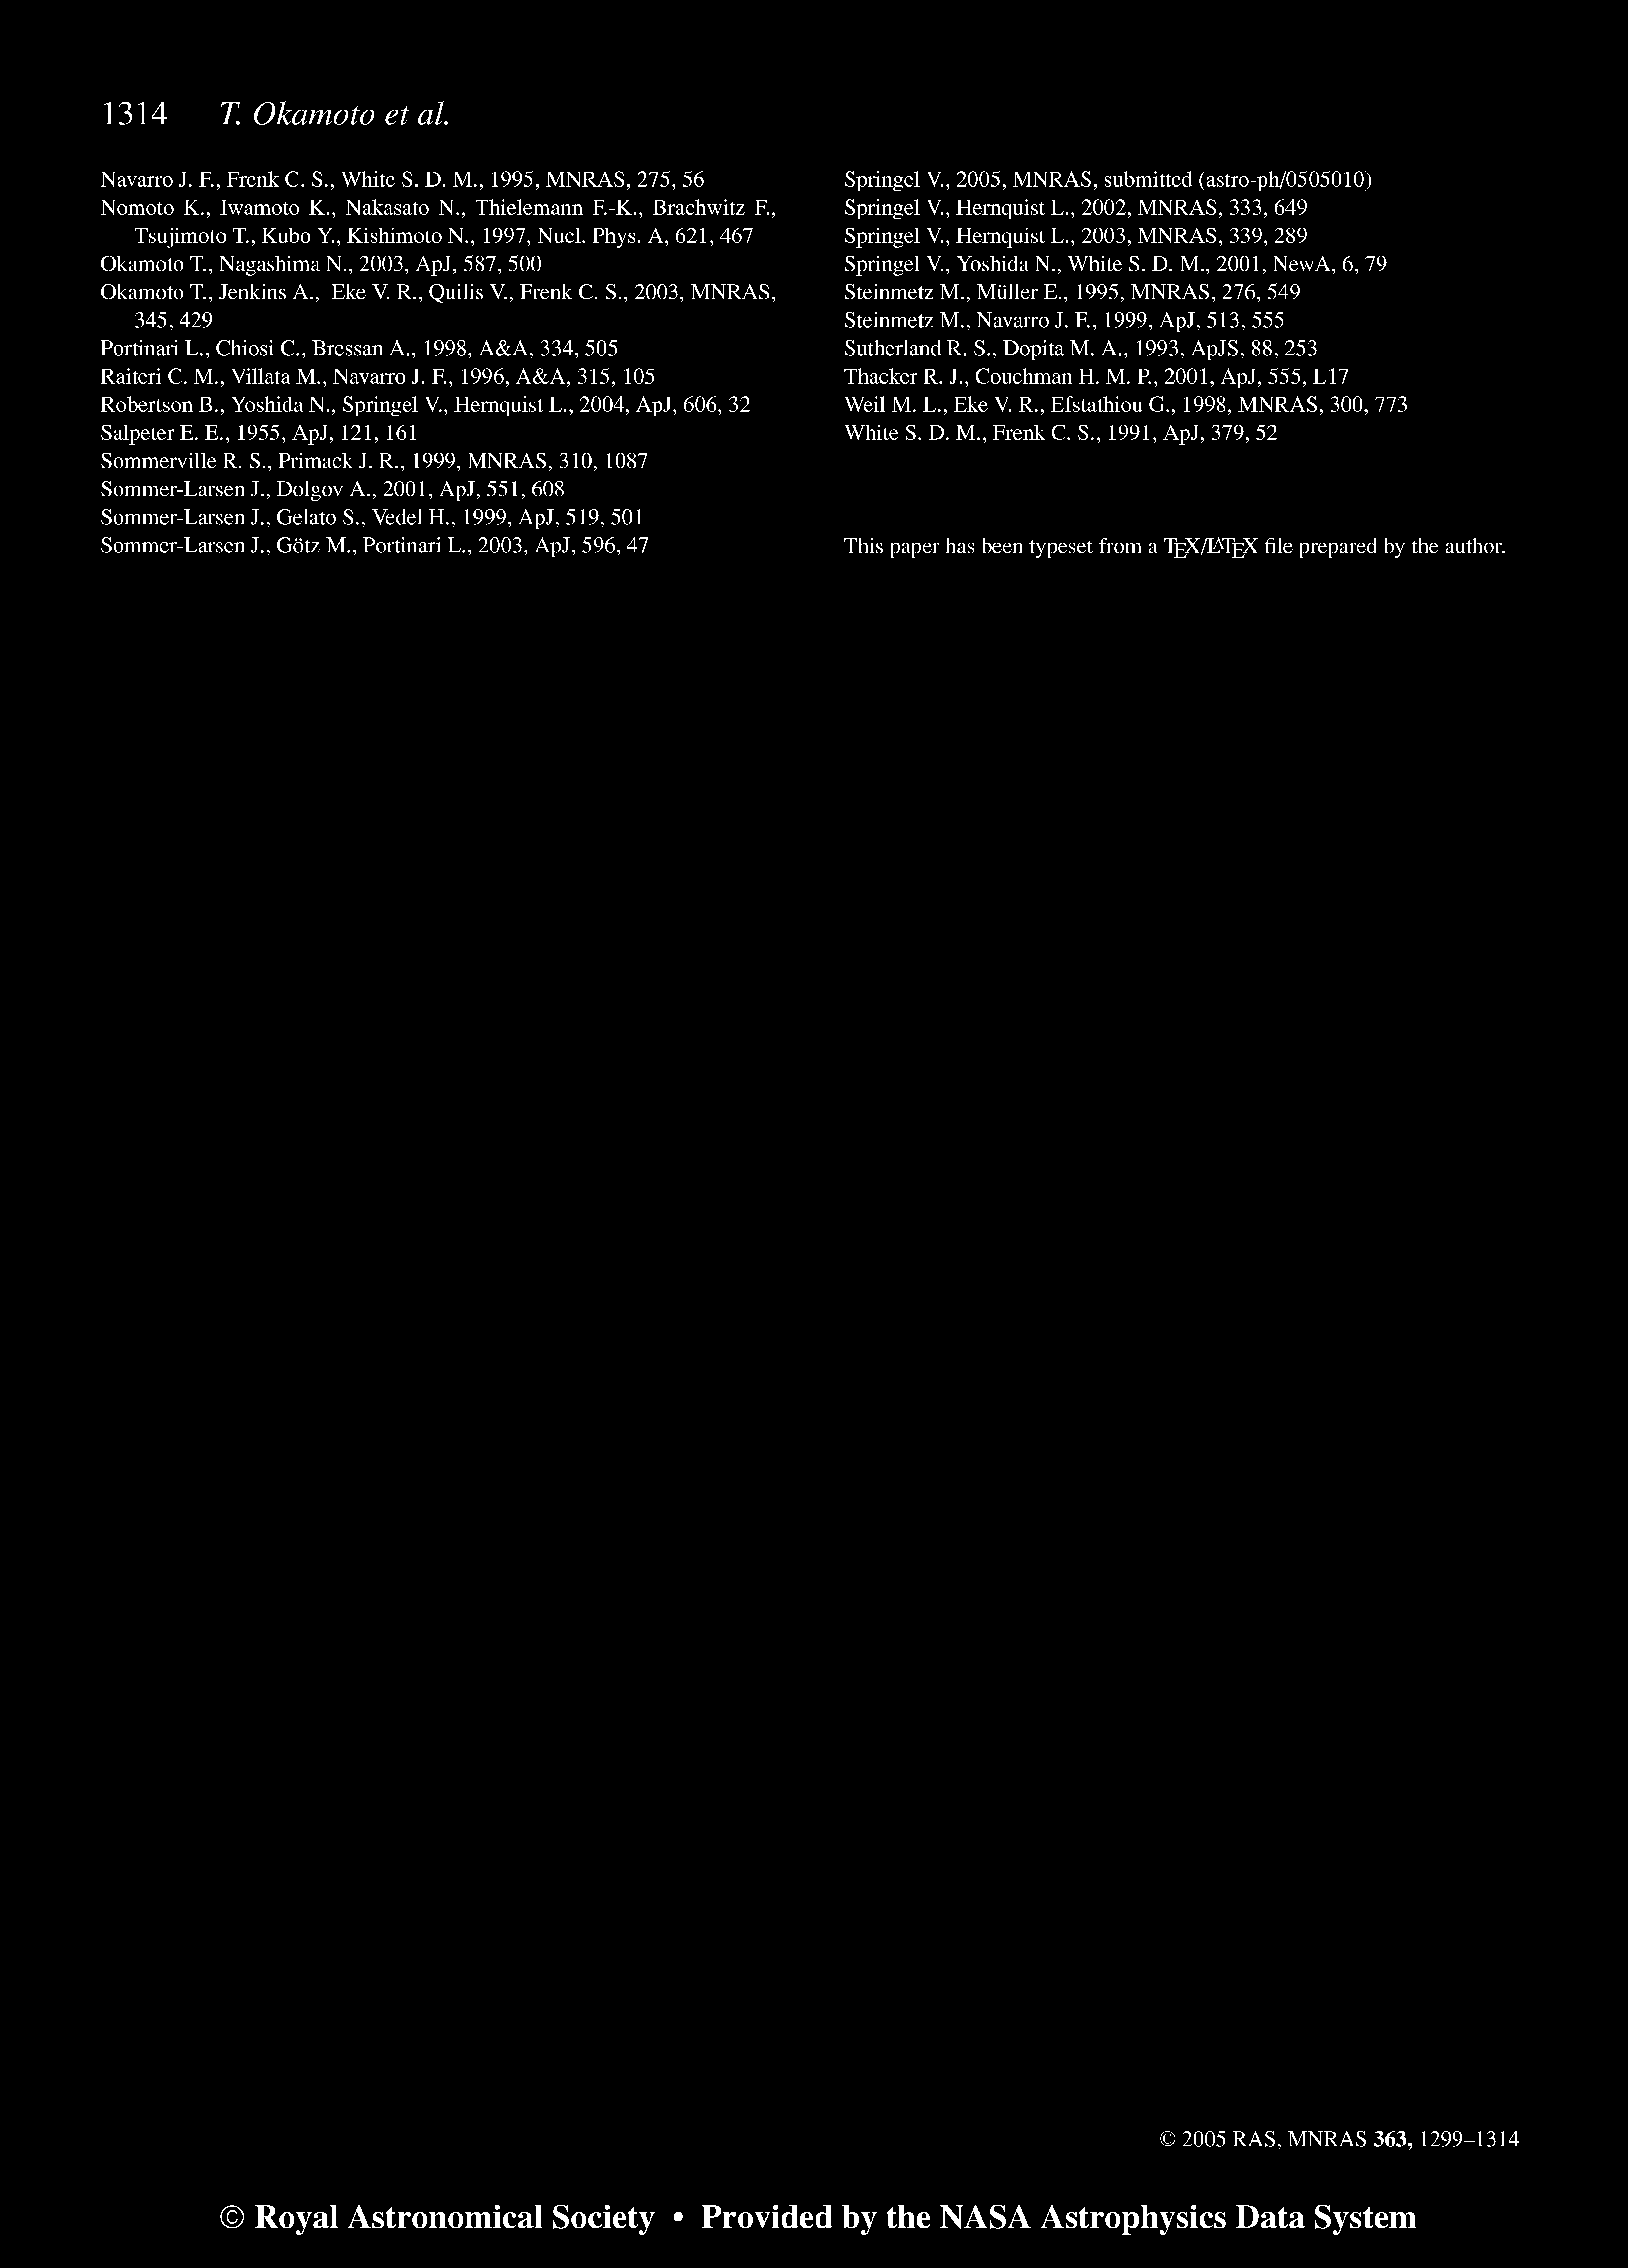 1314 T. Okamoto et al.
Navarro J. F., Frenk C. S., White S. D. M., 1995, MNRAS, 275, 56
Nomoto K., Iwamoto K., Nakasato N., Thielemann F.-K., Brachwitz F.,
Tsujimoto T., Kubo Y., Kishimoto N., 1997, Nucl. Phys. A, 621, 467
Okamoto T., Nagashima N., 2003, ApJ, 587, 500
Okamoto T., Jenkins A., Eke V. R., Quilis V., Frenk C. S., 2003, MNRAS,
345, 429
Portinari L., Chiosi C., Bressan A., 1998, A&A, 334, 505
Raiteri C. M., Villata M., Navarro J. F., 1996, A&A, 315, 105
Robertson B., Yoshida N., Springel V., Hernquist L., 2004, ApJ, 606, 32
Salpeter E. E., 1955, ApJ, 121, 161
Sommerville R. S., Primack J. R., 1999, MNRAS, 310, 1087
Sommer-Larsen J., Dolgov A., 2001, ApJ, 551, 608
Sommer-Larsen J., Gelato S., Vedel H., 1999, ApJ, 519, 501
Sommer-Larsen J., Götz M., Portinari L., 2003, ApJ, 596, 47
Springel V., 2005, MNRAS, submitted (astro-ph/0505010)
Springel V., Hernquist L., 2002, MNRAS, 333, 649
Springel V., Hernquist L., 2003, MNRAS, 339, 289
Springel V., Yoshida N., White S. D. M., 2001, NewA, 6, 79
Steinmetz M., Müller E., 1995, MNRAS, 276, 549
Steinmetz M., Navarro J. F., 1999, ApJ, 513, 555
Sutherland R. S., Dopita M. A., 1993, ApJS, 88, 253
Thacker R. J., Couchman H. M. P., 2001, ApJ, 555, L17
Weil M. L., Eke V. R., Efstathiou G., 1998, MNRAS, 300, 773
White S. D. M., Frenk C. S., 1991, ApJ, 379, 52
This paper has been typeset from a TEX/LATEX file prepared by the author.
© 2005 RAS, MNRAS 363, 1299–1314
© Royal Astronomical Society • Provided by the NASA Astrophysics Data System